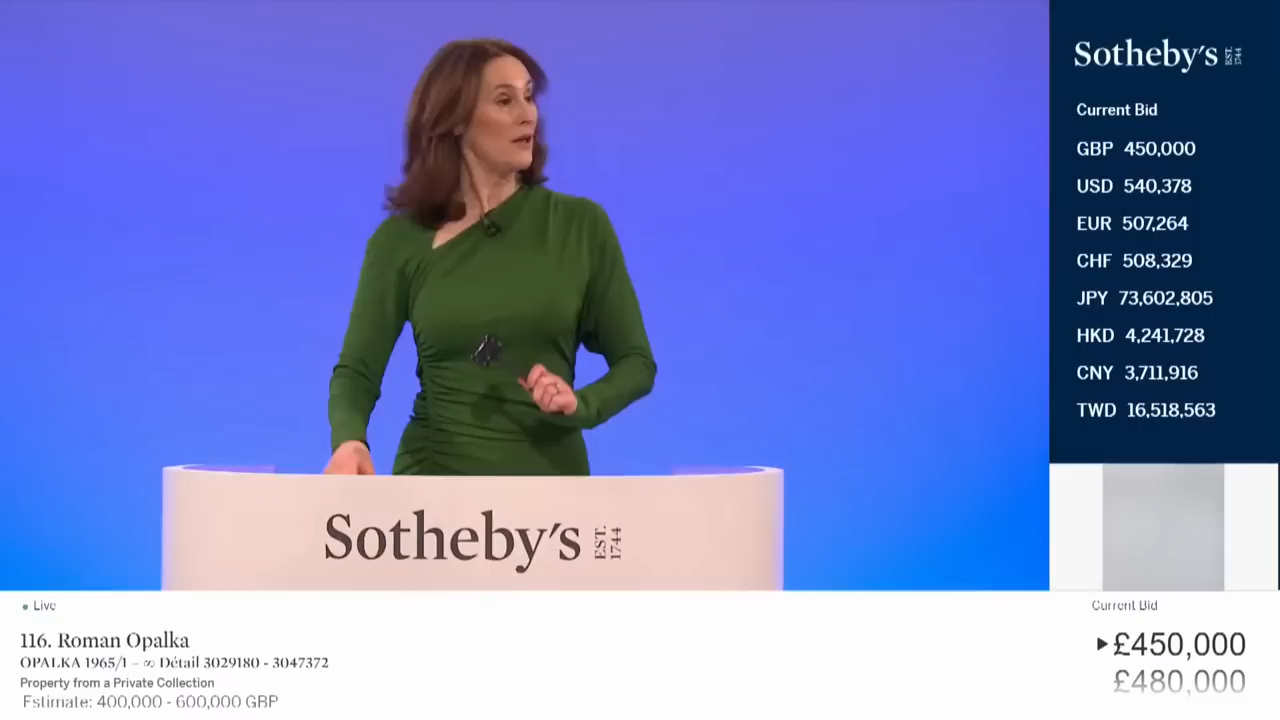 Sotheby's EST. 1744
Current Bid
GBP 450,000
USD 540,378
EUR 507,264
CHF 508,329
JPY 73,602,805
HKD 4,241,728
CNY 3,711,916
TWD 16,518,563
Sotheby's EST. 1744
Live
116. Roman Opalka
OPALKA 1965/1 – ∞ Détail 3029180 - 3047372
Property from a Private Collection
Estimate: 400,000 - 600,000 GBP
Current Bid
£450,000
£480,000